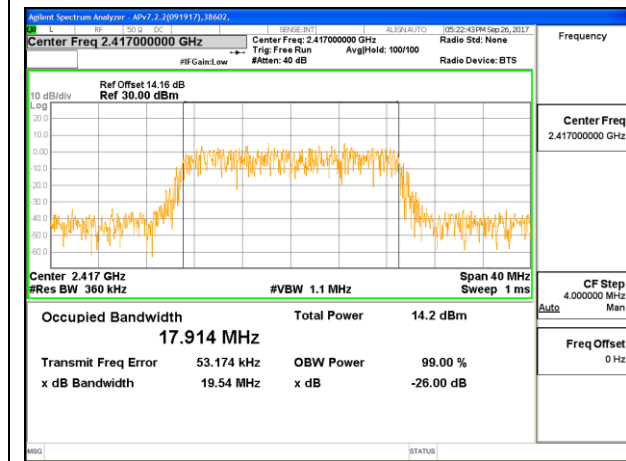 Agilent Spectrum Analyzer - APv7.2.2(091917),38602,
L RF 50 Ω DC SENSE:INT ALIGN AUTO 05:22:43 PM Sep 26, 2017
Center Freq 2.417000000 GHz Center Freq: 2.417000000 GHz Radio Std: None
Trig: Free Run Avg|Hold: 100/100
#IFGain:Low #Atten: 40 dB Radio Device: BTS
Ref Offset 14.16 dB
10 dB/div Ref 30.00 dBm
Log
20.0
10.0
0.00
-10.0
-20.0
-30.0
-40.0
-50.0
-60.0
Center 2.417 GHz Span 40 MHz
#Res BW 360 kHz #VBW 1.1 MHz Sweep 1 ms
Occupied Bandwidth Total Power 14.2 dBm
17.914 MHz
Transmit Freq Error 53.174 kHz OBW Power 99.00 %
x dB Bandwidth 19.54 MHz x dB -26.00 dB
MSG STATUS
Frequency
Center Freq
2.417000000 GHz
CF Step
4.000000 MHz
Auto Man
Freq Offset
0 Hz